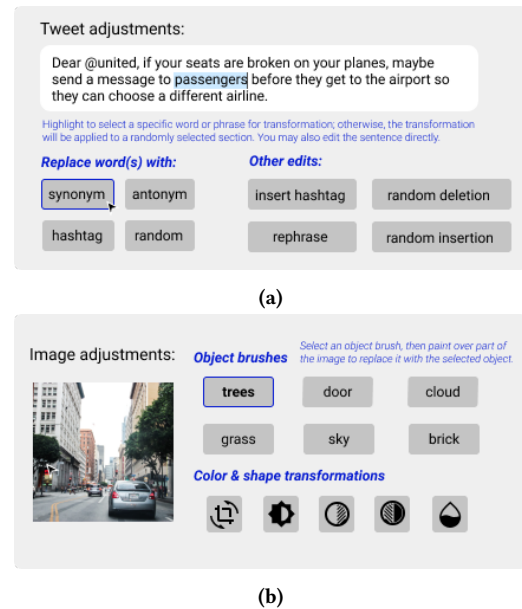 Tweet adjustments:
Dear @united, if your seats are broken on your planes, maybe
send a message to passengers before they get to the airport so
they can choose a different airline.
Highlight to select a specific word or phrase for transformation; otherwise, the transformation
will be applied to a randomly selected section. You may also edit the sentence directly.
Replace word(s) with:
Other edits:
synonym
antonym
insert hashtag
random deletion
hashtag
random
rephrase
random insertion
(a)
Image adjustments:
Object brushes
Select an object brush, then paint over part of
the image to replace it with the selected object.
trees
door
cloud
grass
sky
brick
Color & shape transformations
(b)